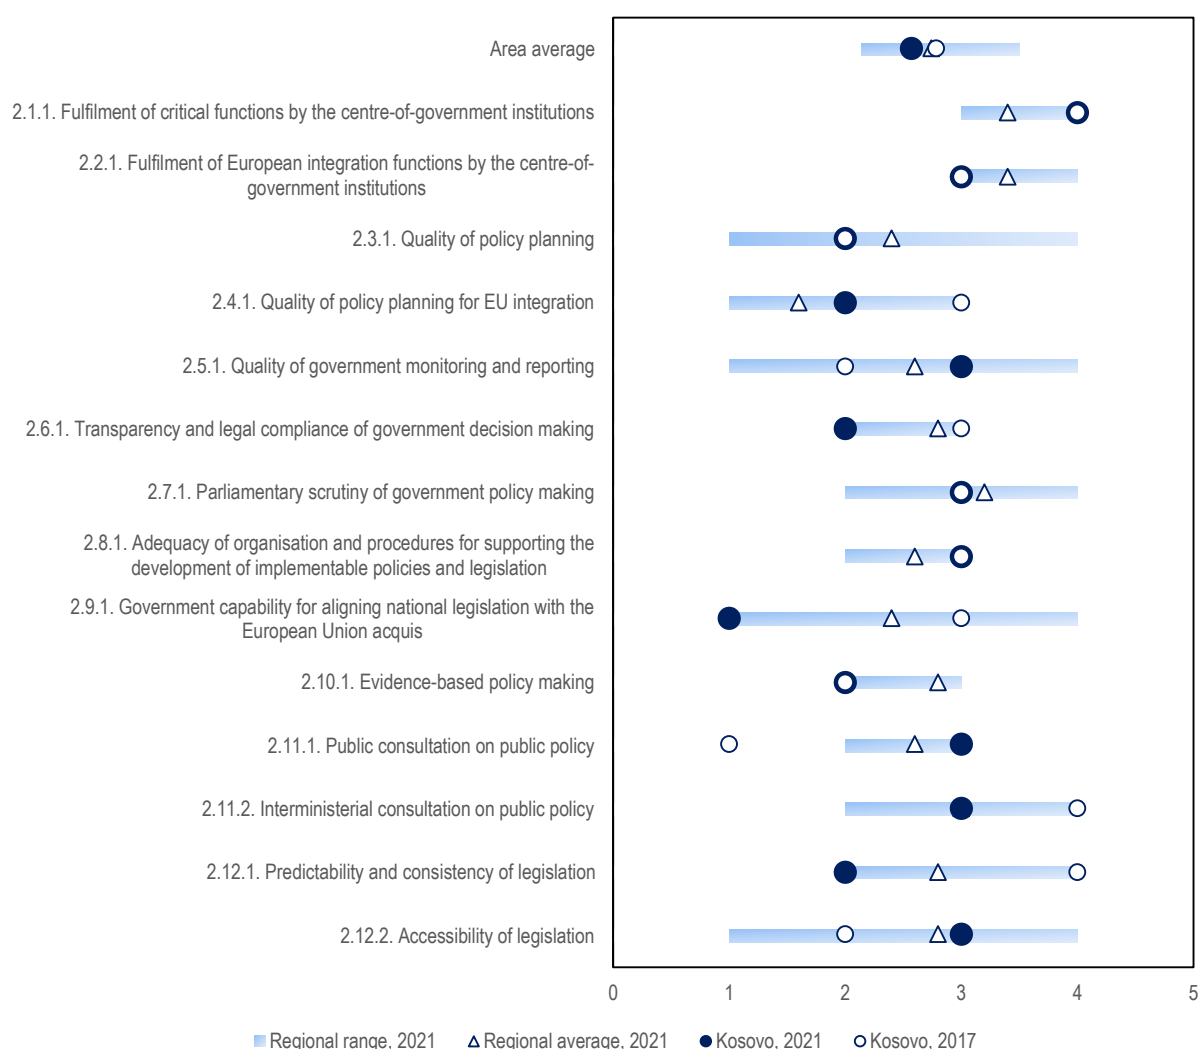 Area average
2.1.1. Fulfilment of critical functions by the centre-of-government institutions
2.2.1. Fulfilment of European integration functions by the centre-of-
government institutions
2.3.1. Quality of policy planning
2.4.1. Quality of policy planning for EU integration
2.5.1. Quality of government monitoring and reporting
2.6.1. Transparency and legal compliance of government decision making
2.7.1. Parliamentary scrutiny of government policy making
2.8.1. Adequacy of organisation and procedures for supporting the
development of implementable policies and legislation
2.9.1. Government capability for aligning national legislation with the
European Union acquis
2.10.1. Evidence-based policy making
2.11.1. Public consultation on public policy
2.11.2. Interministerial consultation on public policy
2.12.1. Predictability and consistency of legislation
2.12.2. Accessibility of legislation
0 1 2 3 4 5
Regional range, 2021 Regional average, 2021 Kosovo, 2021 Kosovo, 2017